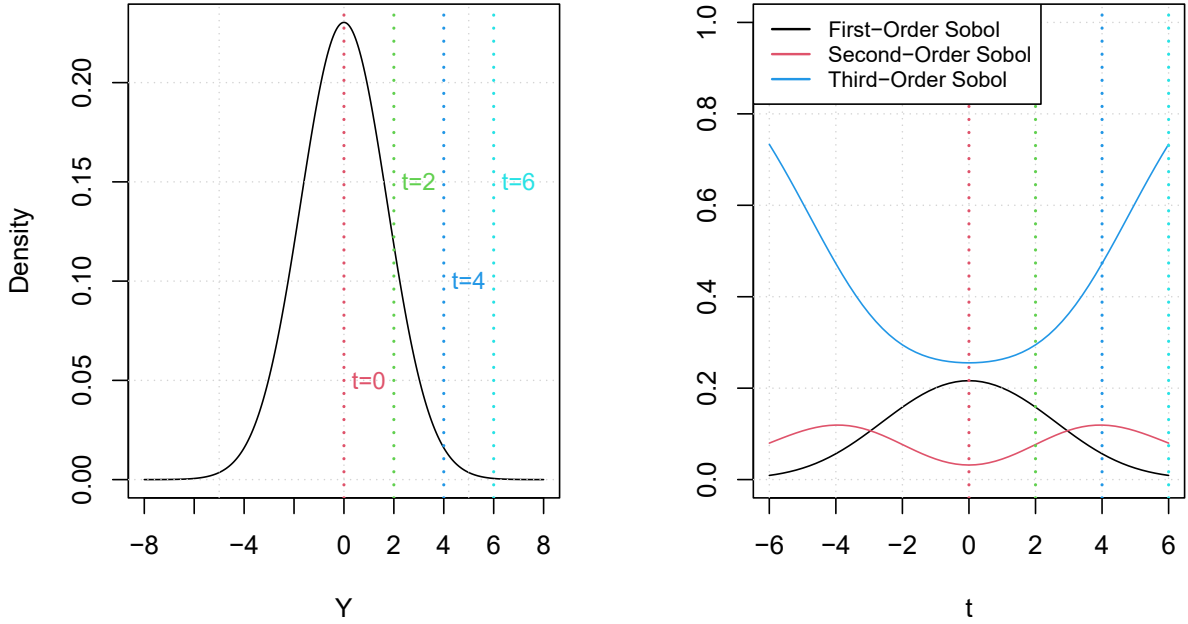 Density
0.20
0.15
0.10
0.05
0.00
t=2
t=6
t=4
t=0
−8 −4 0 2 4 6 8
Y
First−Order Sobol
Second−Order Sobol
Third−Order Sobol
1.0
0.8
0.6
0.4
0.2
0.0
−6 −4 −2 0 2 4 6
t